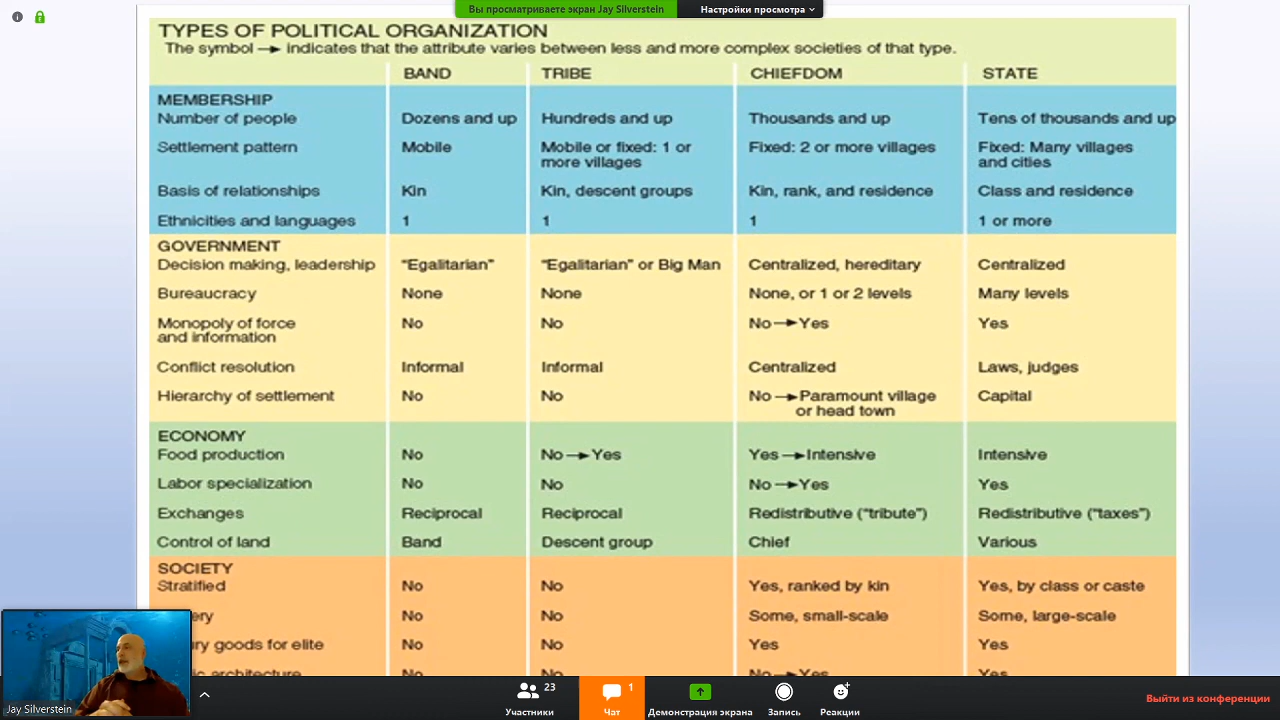 Вы просматриваете экран Jay Silverstein
Настройки просмотра
TYPES OF POLITICAL ORGANIZATION
The symbol → indicates that the attribute varies between less and more complex societies of that type.
BAND TRIBE CHIEFDOM STATE
MEMBERSHIP
Number of people Dozens and up Hundreds and up Thousands and up Tens of thousands and up
Settlement pattern Mobile Mobile or fixed: 1 or Fixed: 2 or more villages Fixed: Many villages
more villages and cities
Basis of relationships Kin Kin, descent groups Kin, rank, and residence Class and residence
Ethnicities and languages 1 1 1 1 or more
GOVERNMENT
Decision making, leadership "Egalitarian" "Egalitarian" or Big Man Centralized, hereditary Centralized
Bureaucracy None None None, or 1 or 2 levels Many levels
Monopoly of force No No No → Yes Yes
and information
Conflict resolution Informal Informal Centralized Laws, judges
Hierarchy of settlement No No No → Paramount village Capital
or head town
ECONOMY
Food production No No → Yes Yes → Intensive Intensive
Labor specialization No No No → Yes Yes
Exchanges Reciprocal Reciprocal Redistributive ("tribute") Redistributive ("taxes")
Control of land Band Descent group Chief Various
SOCIETY
Stratified No No Yes, ranked by kin Yes, by class or caste
No No Some, small-scale Some, large-scale
goods for elite No No Yes Yes
architecture No No No → Yes Yes
Jay Silverstein
23
Участники
1
Чат
Демонстрация экрана
Запись
Реакции
Выйти из конференции